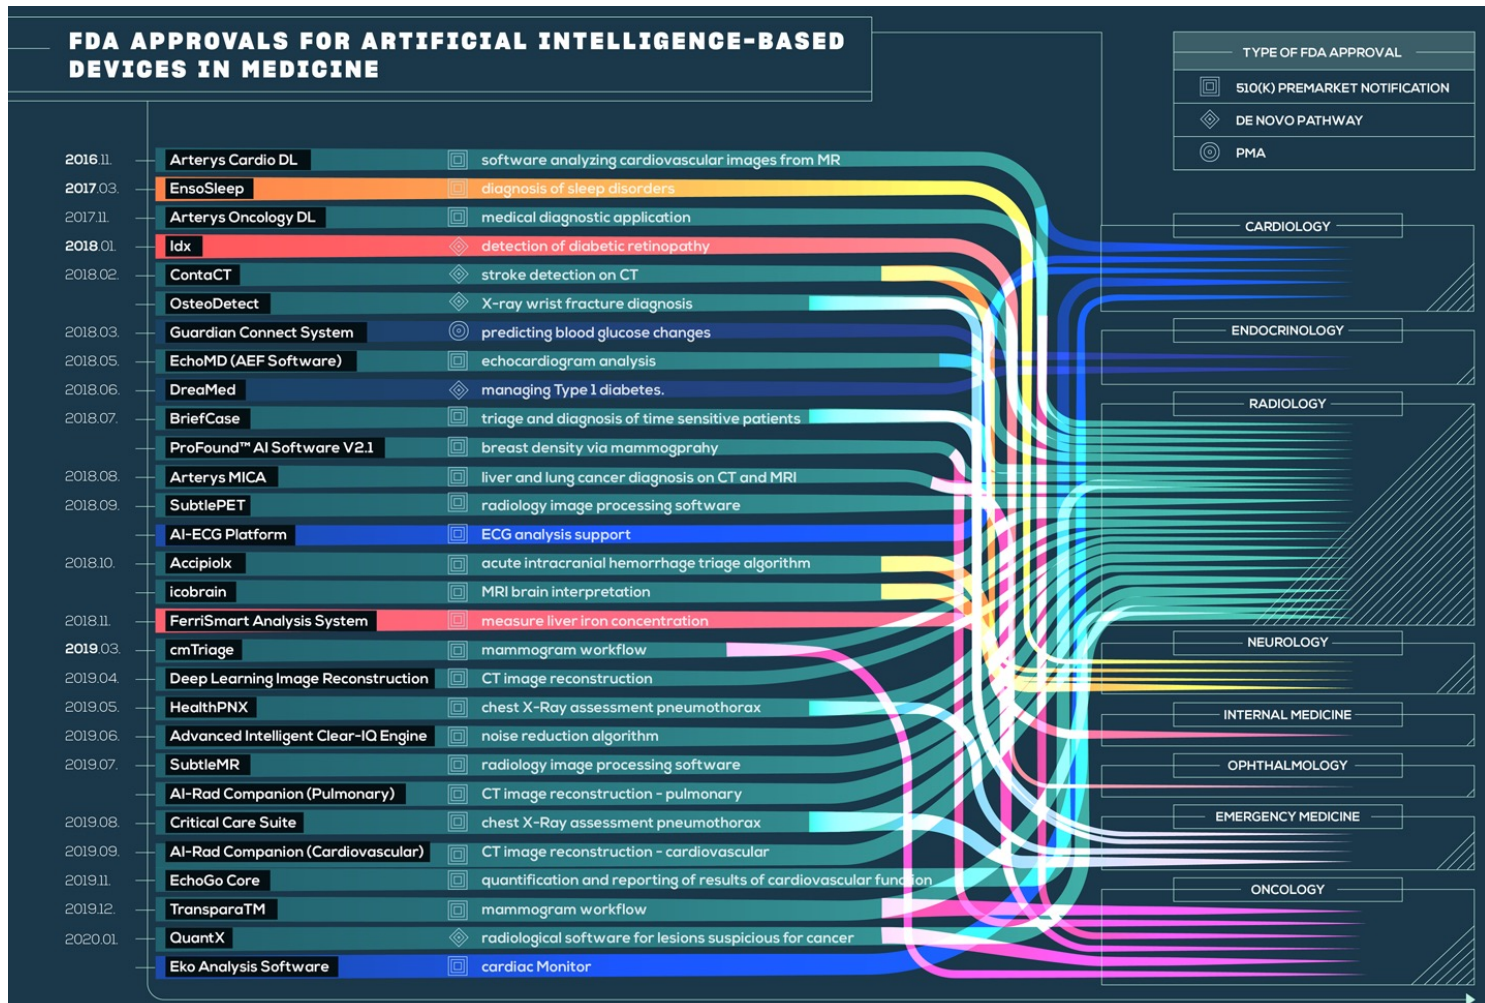 FDA APPROVALS FOR ARTIFICIAL INTELLIGENCE-BASED
DEVICES IN MEDICINE
TYPE OF FDA APPROVAL
510(K) PREMARKET NOTIFICATION
DE NOVO PATHWAY
PMA
2016.11. Arterys Cardio DL software analyzing cardiovascular images from MR
2017.03. EnsoSleep diagnosis of sleep disorders
2017.11. Arterys Oncology DL medical diagnostic application
2018.01. Idx detection of diabetic retinopathy
2018.02. ContaCT stroke detection on CT
OsteoDetect X-ray wrist fracture diagnosis
2018.03. Guardian Connect System predicting blood glucose changes
2018.05. EchoMD (AEF Software) echocardiogram analysis
2018.06. DreaMed managing Type 1 diabetes.
2018.07. BriefCase triage and diagnosis of time sensitive patients
ProFound™ AI Software V2.1 breast density via mammogprahy
2018.08. Arterys MICA liver and lung cancer diagnosis on CT and MRI
2018.09. SubtlePET radiology image processing software
AI-ECG Platform ECG analysis support
2018.10. Accipiolx acute intracranial hemorrhage triage algorithm
icobrain MRI brain interpretation
2018.11. FerriSmart Analysis System measure liver iron concentration
2019.03. cmTriage mammogram workflow
2019.04. Deep Learning Image Reconstruction CT image reconstruction
2019.05. HealthPNX chest X-Ray assessment pneumothorax
2019.06. Advanced Intelligent Clear-IQ Engine noise reduction algorithm
2019.07. SubtleMR radiology image processing software
AI-Rad Companion (Pulmonary) CT image reconstruction - pulmonary
2019.08. Critical Care Suite chest X-Ray assessment pneumothorax
2019.09. AI-Rad Companion (Cardiovascular) CT image reconstruction - cardiovascular
2019.11. EchoGo Core quantification and reporting of results of cardiovascular function
2019.12. TransparaTM mammogram workflow
2020.01. QuantX radiological software for lesions suspicious for cancer
Eko Analysis Software cardiac Monitor
CARDIOLOGY
ENDOCRINOLOGY
RADIOLOGY
NEUROLOGY
INTERNAL MEDICINE
OPHTHALMOLOGY
EMERGENCY MEDICINE
ONCOLOGY